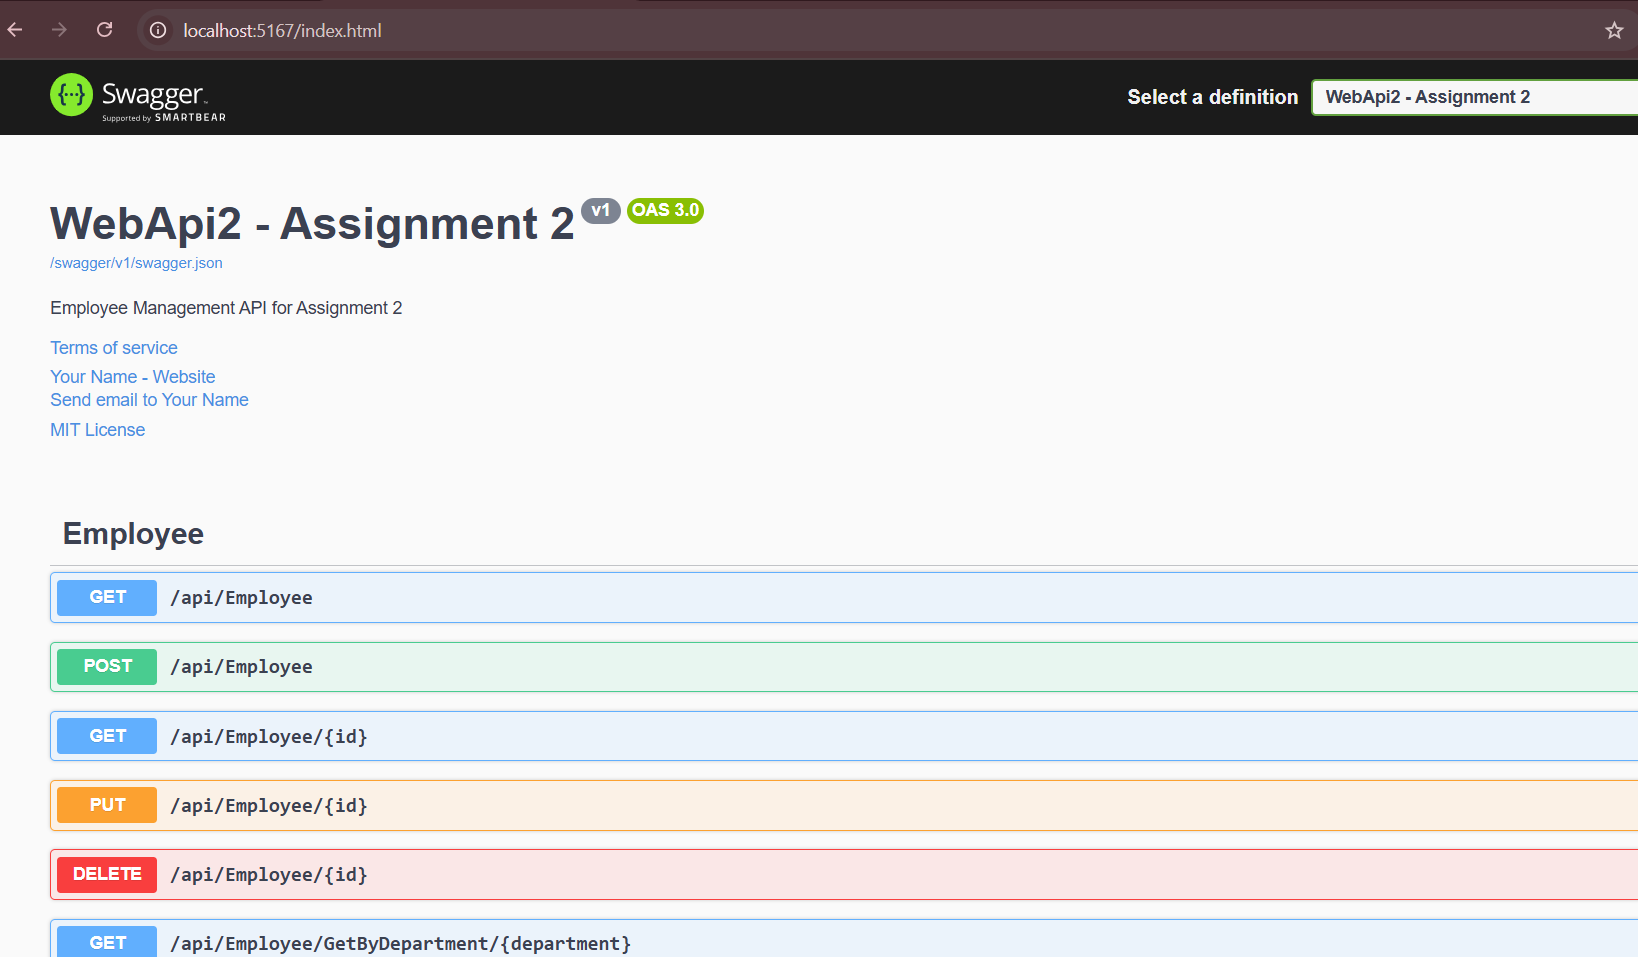 localhost:5167/index.html
{···} Swagger™
Supported by SMARTBEAR
Select a definition
WebApi2 - Assignment 2
WebApi2 - Assignment 2 v1 OAS 3.0
/swagger/v1/swagger.json
Employee Management API for Assignment 2
Terms of service
Your Name - Website
Send email to Your Name
MIT License
Employee
GET /api/Employee
POST /api/Employee
GET /api/Employee/{id}
PUT /api/Employee/{id}
DELETE /api/Employee/{id}
GET /api/Employee/GetByDepartment/{department}